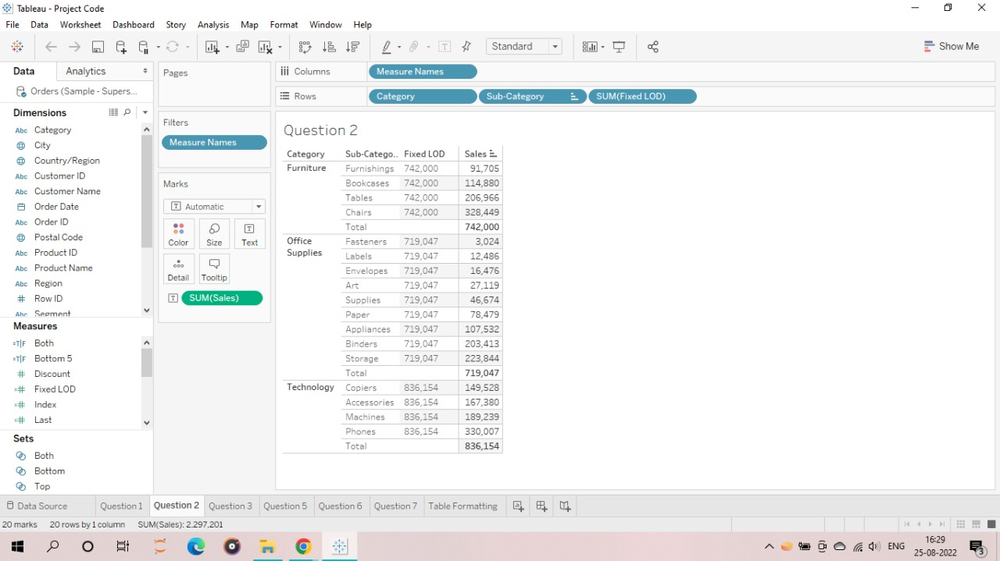 Tableau - Project Code
File Data Worksheet Dashboard Story Analysis Map Format Window Help
Standard Show Me
Data Analytics
Orders (Sample - Supers...
Dimensions
Abc Category
City
Country/Region
Abc Customer ID
Abc Customer Name
Order Date
Abc Order ID
Postal Code
Abc Product ID
Abc Product Name
Abc Region
# Row ID
Abc Segment
Measures
=T|F Both
=T|F Bottom 5
# Discount
=# Fixed LOD
=# Index
=# Last
Sets
Both
Bottom
Top
Pages
Filters
Measure Names
Marks
T Automatic
Color Size Text
Detail Tooltip
T SUM(Sales)
Columns Measure Names
Rows Category Sub-Category SUM(Fixed LOD)
Question 2
Category Sub-Catego.. Fixed LOD Sales
Furniture Furnishings 742,000 91,705
Bookcases 742,000 114,880
Tables 742,000 206,966
Chairs 742,000 328,449
Total 742,000
Office Supplies Fasteners 719,047 3,024
Labels 719,047 12,486
Envelopes 719,047 16,476
Art 719,047 27,119
Supplies 719,047 46,674
Paper 719,047 78,479
Appliances 719,047 107,532
Binders 719,047 203,413
Storage 719,047 223,844
Total 719,047
Technology Copiers 836,154 149,528
Accessories 836,154 167,380
Machines 836,154 189,239
Phones 836,154 330,007
Total 836,154
Data Source Question 1 Question 2 Question 3 Question 5 Question 6 Question 7 Table Formatting
20 marks 20 rows by 1 column SUM(Sales): 2,297,201
ENG 16:29
25-08-2022 3